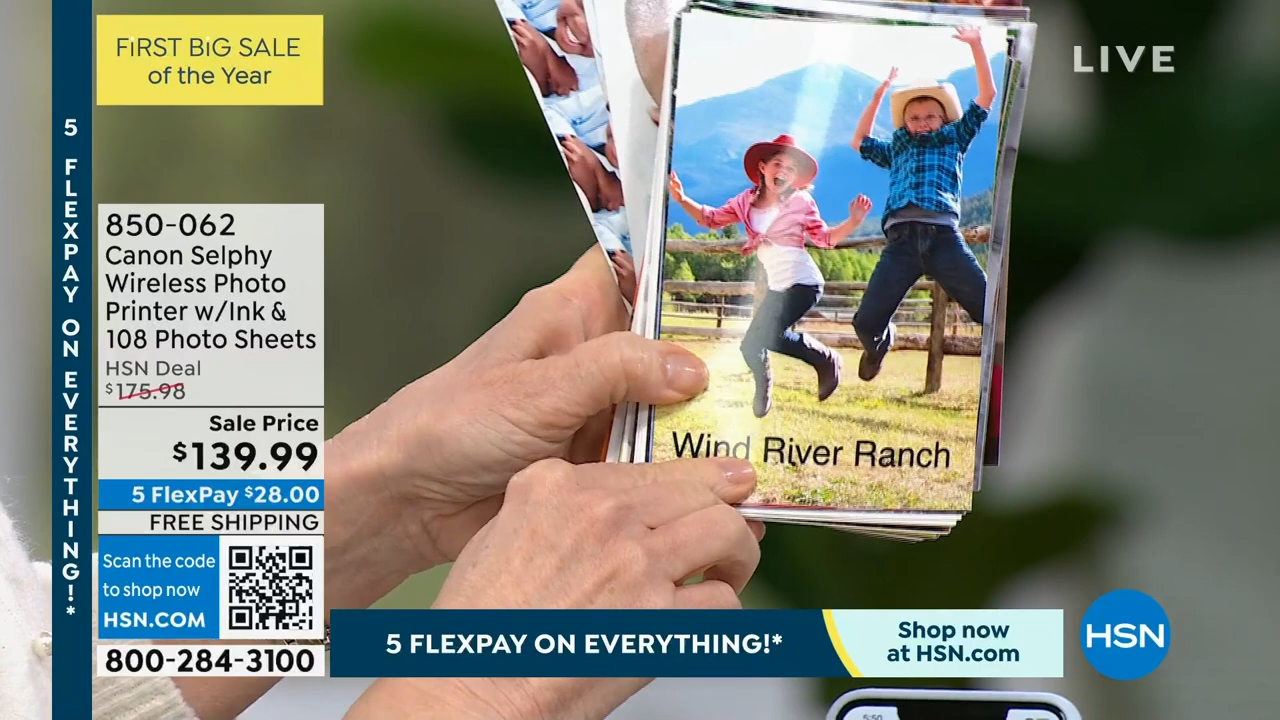 FiRST BiG SALE
of the Year
LIVE
5 FLEXPAY ON EVERYTHING!*
850-062
Canon Selphy
Wireless Photo
Printer w/Ink &
108 Photo Sheets
HSN Deal
$175.98
Sale Price
$139.99
5 FlexPay $28.00
FREE SHIPPING
Scan the code
to shop now
HSN.COM
800-284-3100
Wind River Ranch
5 FLEXPAY ON EVERYTHING!*
Shop now
at HSN.com
HSN
5:50